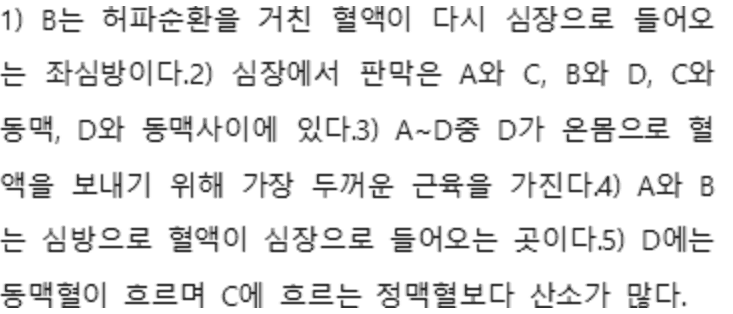 1) B는 허파순환을 거친 혈액이 다시 심장으로 들어오
는 좌심방이다.2) 심장에서 판막은 A와 C, B와 D, C와
동맥, D와 동맥사이에 있다.3) A~D중 D가 온몸으로 혈
액을 보내기 위해 가장 두꺼운 근육을 가진다.4) A와 B
는 심방으로 혈액이 심장으로 들어오는 곳이다.5) D에는
동맥혈이 흐르며 C에 흐르는 정맥혈보다 산소가 많다.